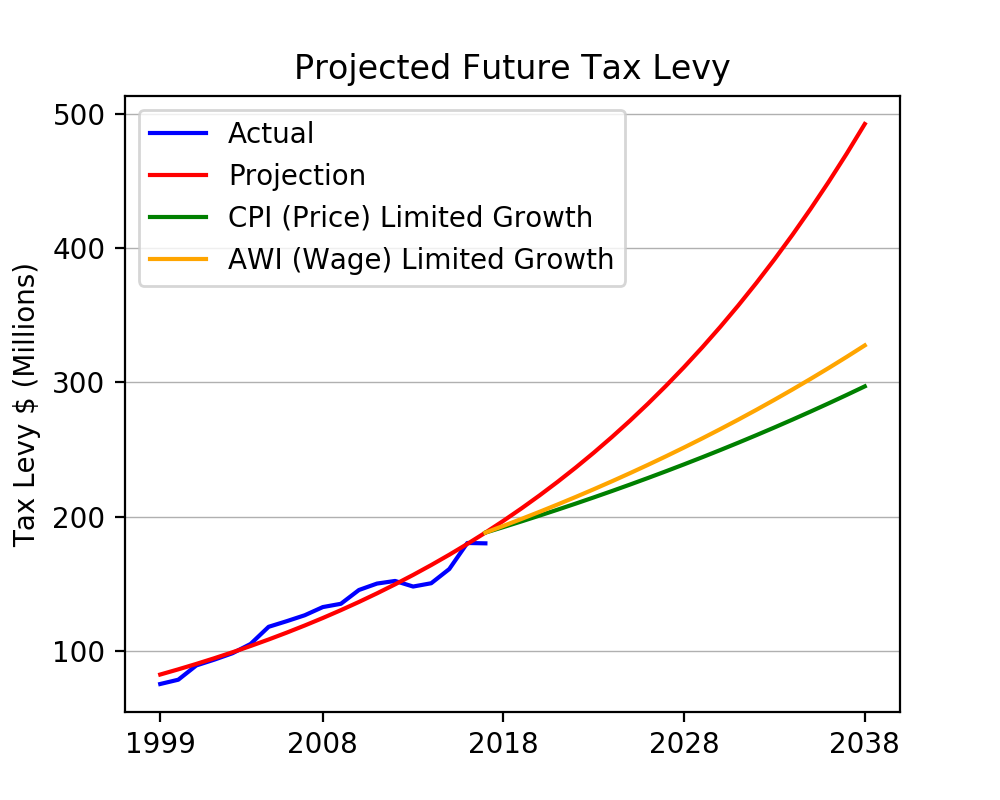 Projected Future Tax Levy
500
400
300
200
100
Tax Levy $ (Millions)
Actual
Projection
CPI (Price) Limited Growth
AWI (Wage) Limited Growth
1999 2008 2018 2028 2038